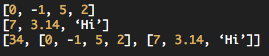 [0, -1, 5, 2]
[7, 3.14, ‘Hi’]
[34, [0, -1, 5, 2], [7, 3.14, ‘Hi’]]